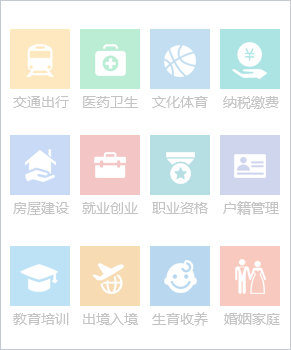 交通出行 医药卫生 文化体育 纳税缴费
房屋建设 就业创业 职业资格 户籍管理
教育培训 出境入境 生育收养 婚姻家庭